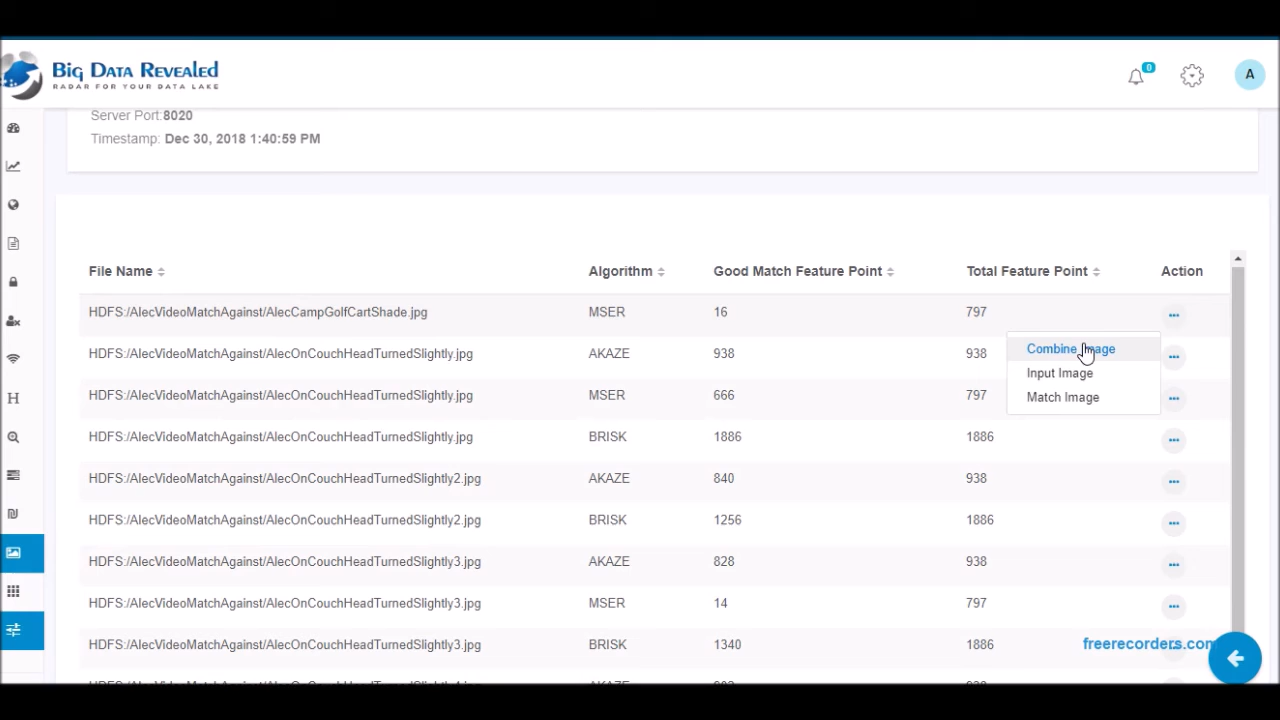 BIG DATA REVEALED
RADAR FOR YOUR DATA LAKE
0
A
Server Port:8020
Timestamp: Dec 30, 2018 1:40:59 PM
File Name Algorithm Good Match Feature Point Total Feature Point Action
HDFS:/AlecVideoMatchAgainst/AlecCampGolfCartShade.jpg MSER 16 797
HDFS:/AlecVideoMatchAgainst/AlecOnCouchHeadTurnedSlightly.jpg AKAZE 938 938
Combine Image
Input Image
Match Image
HDFS:/AlecVideoMatchAgainst/AlecOnCouchHeadTurnedSlightly.jpg MSER 666 797
HDFS:/AlecVideoMatchAgainst/AlecOnCouchHeadTurnedSlightly.jpg BRISK 1886 1886
HDFS:/AlecVideoMatchAgainst/AlecOnCouchHeadTurnedSlightly2.jpg AKAZE 840 938
HDFS:/AlecVideoMatchAgainst/AlecOnCouchHeadTurnedSlightly2.jpg BRISK 1256 1886
HDFS:/AlecVideoMatchAgainst/AlecOnCouchHeadTurnedSlightly3.jpg AKAZE 828 938
HDFS:/AlecVideoMatchAgainst/AlecOnCouchHeadTurnedSlightly3.jpg MSER 14 797
HDFS:/AlecVideoMatchAgainst/AlecOnCouchHeadTurnedSlightly3.jpg BRISK 1340 1886
freerecorders.com
H